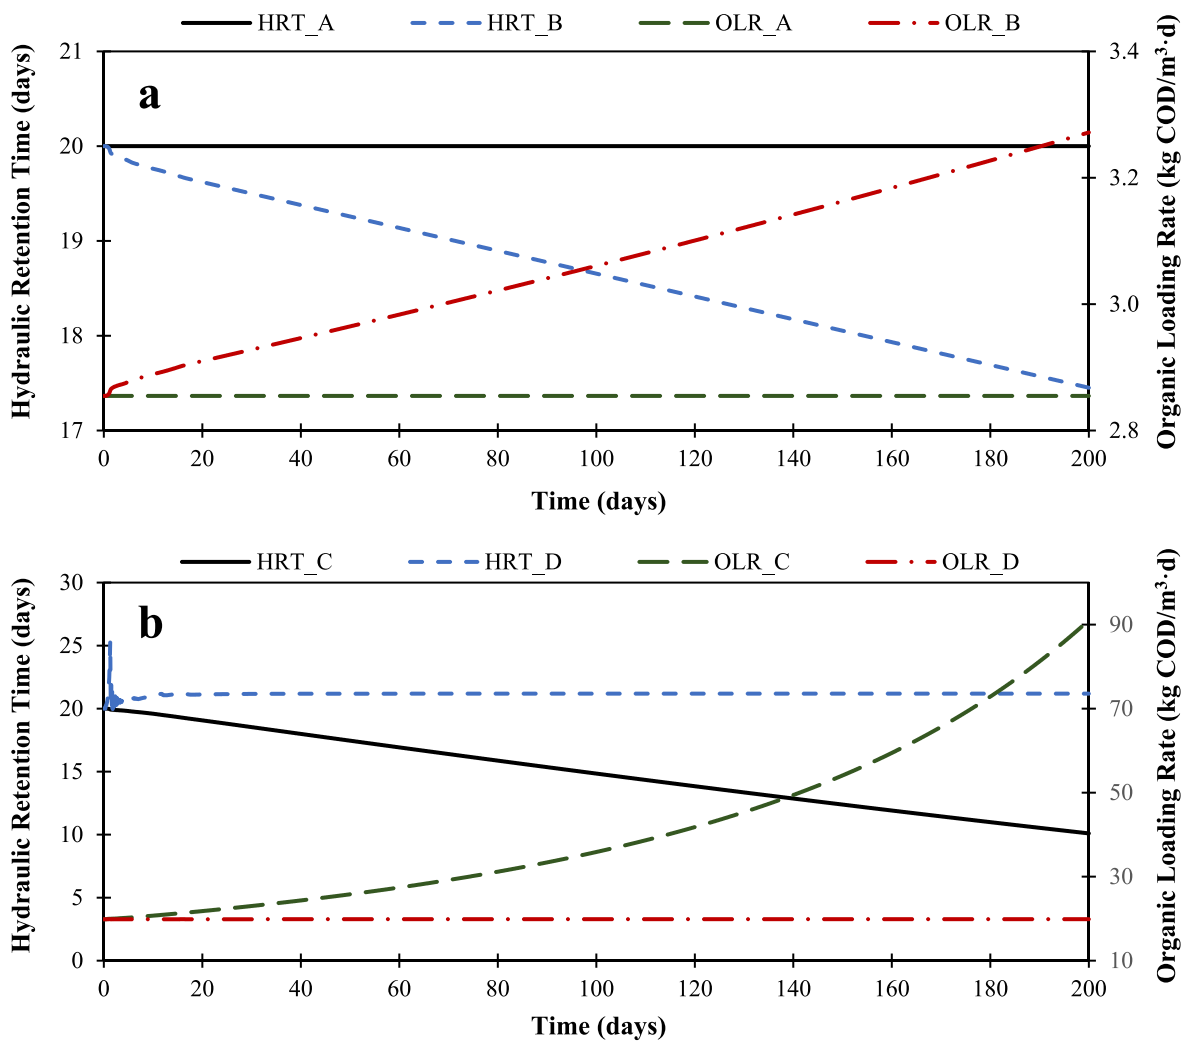 HRT_A HRT_B OLR_A OLR_B
Hydraulic Retention Time (days)
21
20
19
18
17
a
3.4
3.2
3.0
2.8
Organic Loading Rate (kg COD/m³·d)
0 20 40 60 80 100 120 140 160 180 200
Time (days)
HRT_C HRT_D OLR_C OLR_D
Hydraulic Retention Time (days)
30
25
20
15
10
5
0
b
90
70
50
30
10
Organic Loading Rate (kg COD/m³·d)
0 20 40 60 80 100 120 140 160 180 200
Time (days)